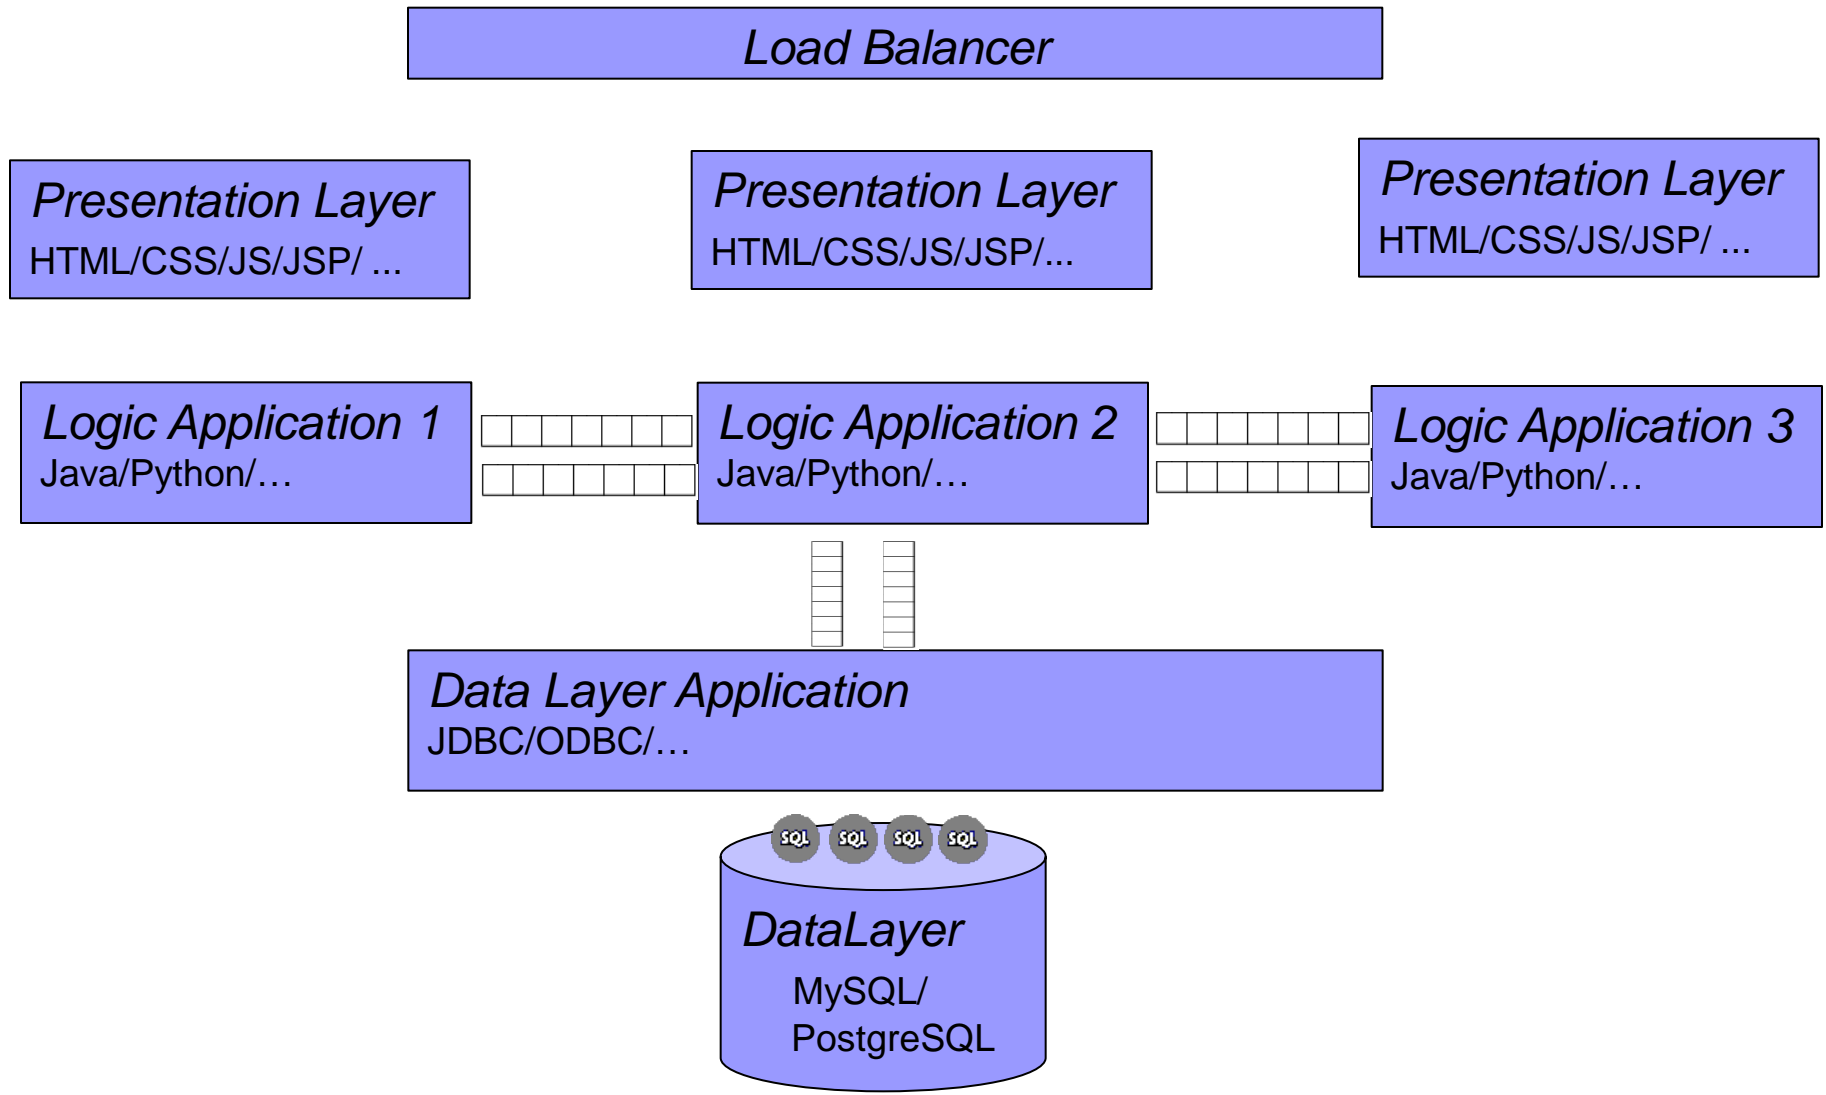 Load Balancer
Presentation Layer
HTML/CSS/JS/JSP/ ...
Presentation Layer
HTML/CSS/JS/JSP/...
Presentation Layer
HTML/CSS/JS/JSP/ ...
Logic Application 1
Java/Python/…
Logic Application 2
Java/Python/…
Logic Application 3
Java/Python/…
Data Layer Application
JDBC/ODBC/…
SQL SQL SQL SQL
DataLayer
MySQL/
PostgreSQL